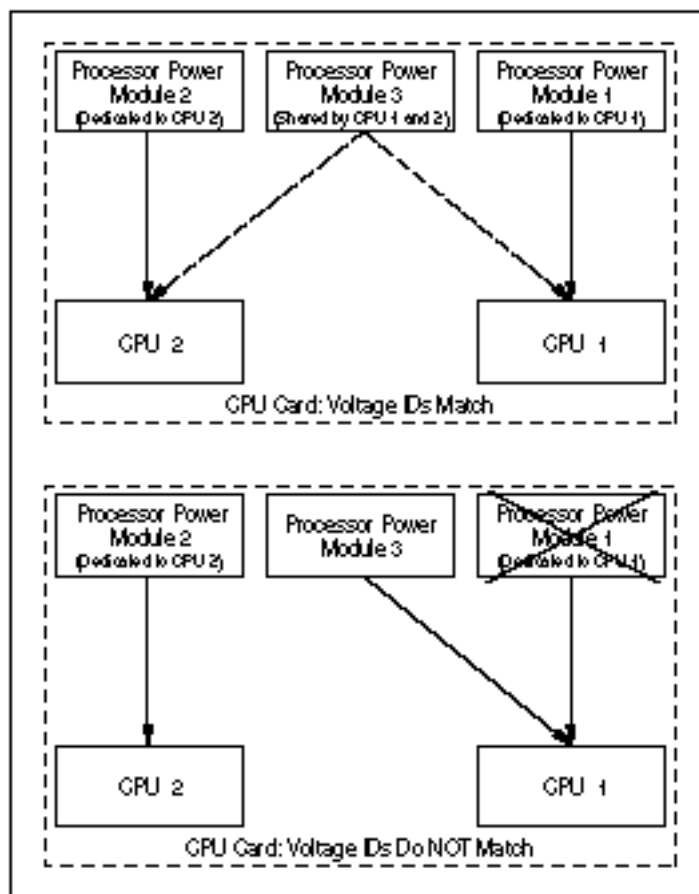 Processor Power
Module 2
(Dedicated to CPU 2)
Processor Power
Module 3
(Shared by CPU 1 and 2)
Processor Power
Module 1
(Dedicated to CPU 1)
CPU 2
CPU 1
CPU Card: Voltage IDs Match
Processor Power
Module 2
(Dedicated to CPU 2)
Processor Power
Module 3
Processor Power
Module 1
(Dedicated to CPU 1)
CPU 2
CPU 1
CPU Card: Voltage IDs Do NOT Match